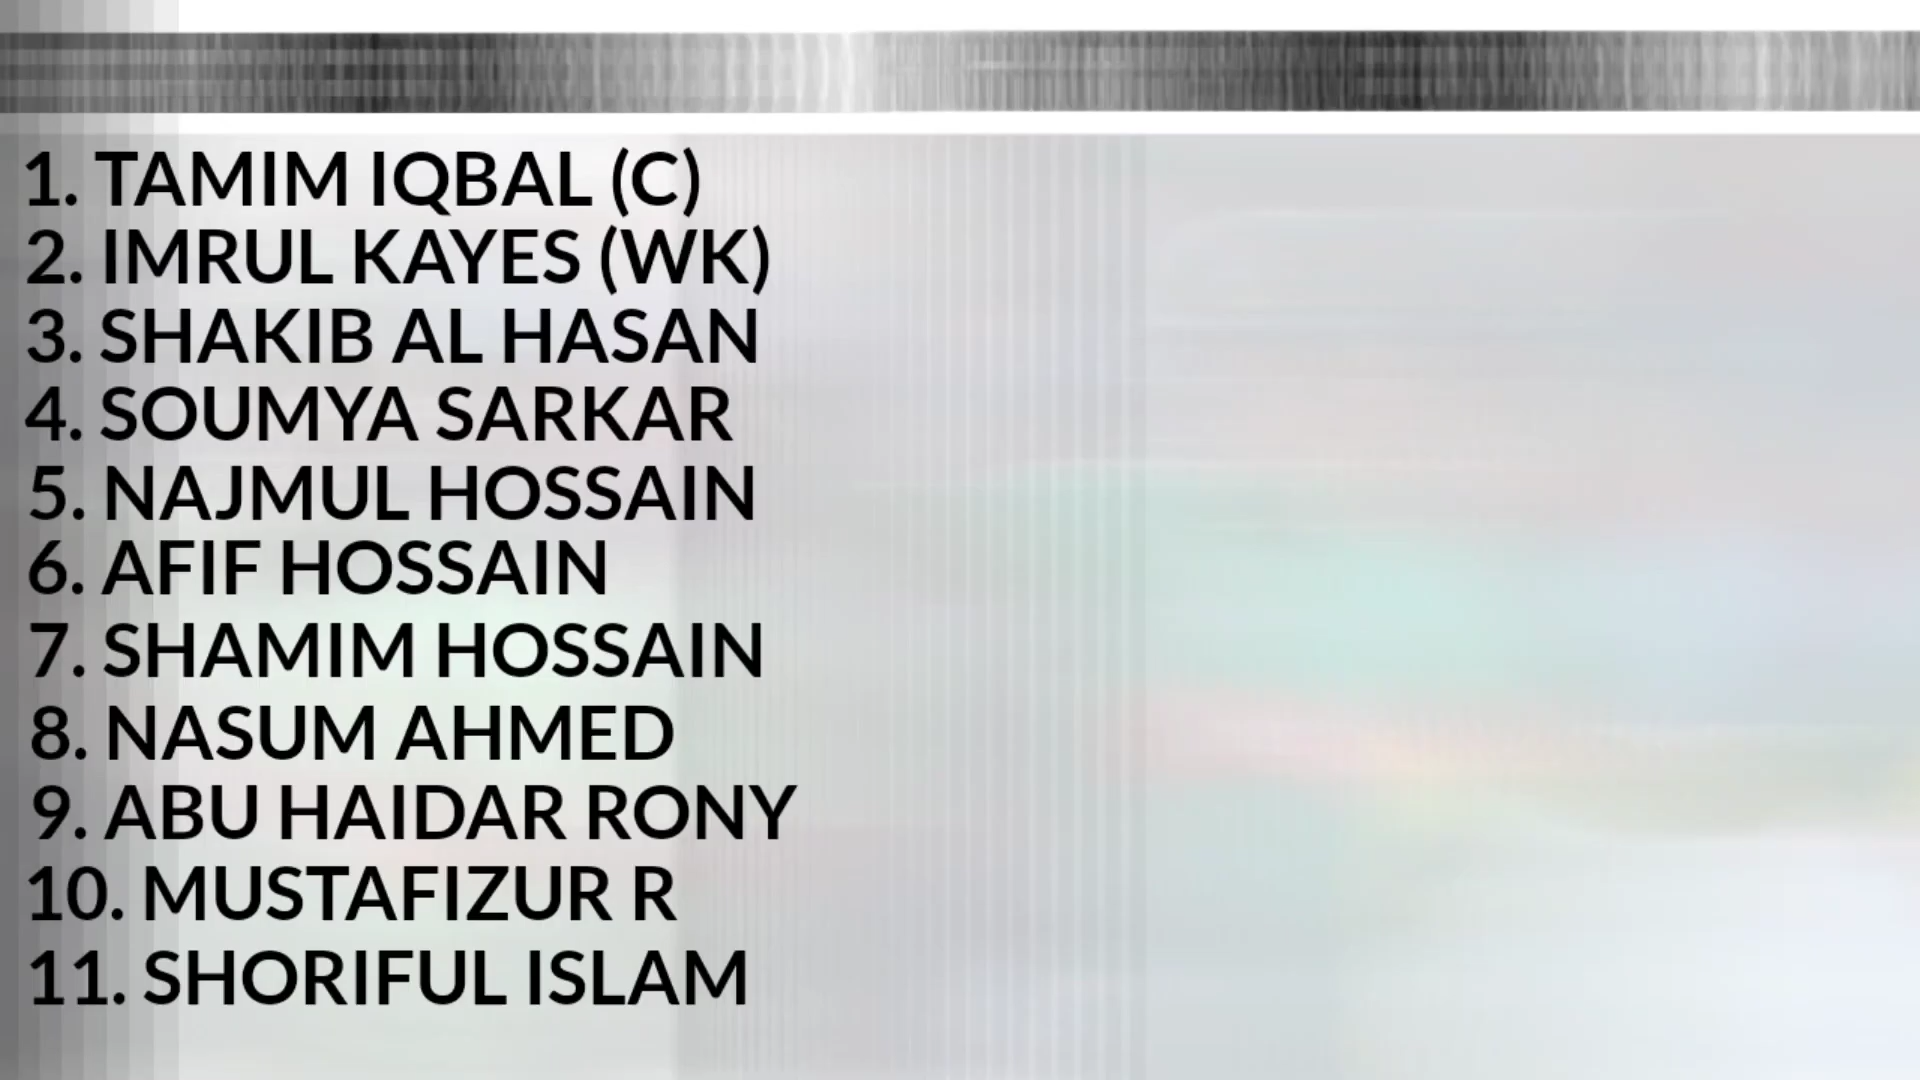 1. TAMIM IQBAL (C)
2. IMRUL KAYES (WK)
3. SHAKIB AL HASAN
4. SOUMYA SARKAR
5. NAJMUL HOSSAIN
6. AFIF HOSSAIN
7. SHAMIM HOSSAIN
8. NASUM AHMED
9. ABU HAIDAR RONY
10. MUSTAFIZUR R
11. SHORIFUL ISLAM